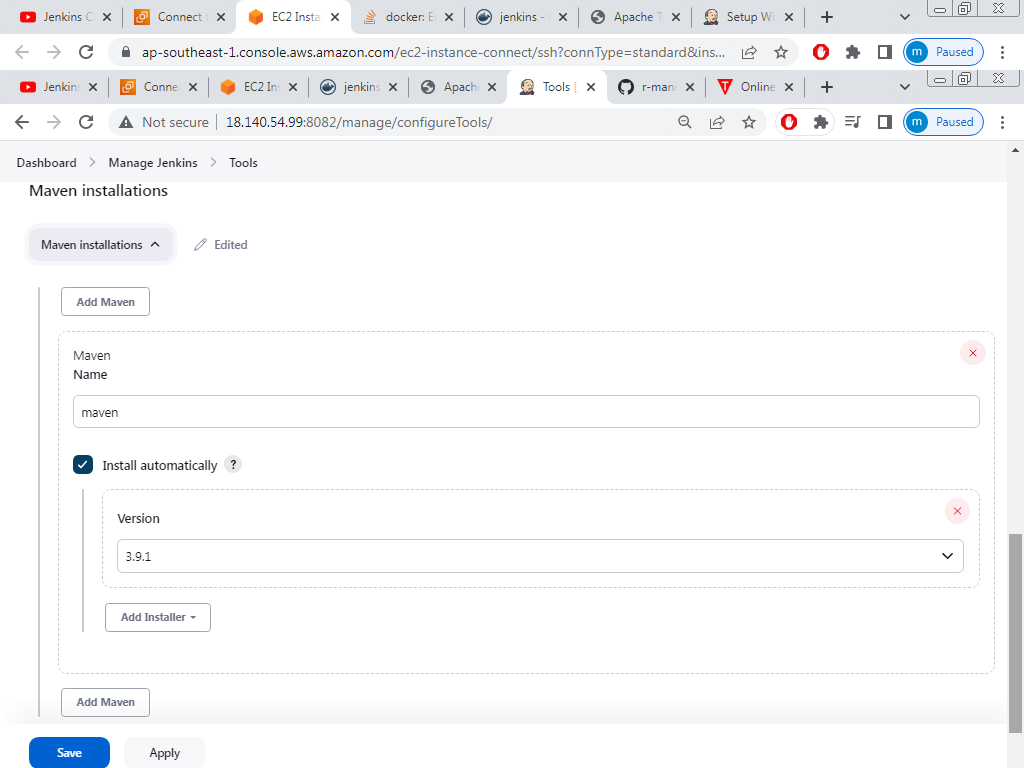 Jenkins C
Connect t
EC2 Insta
docker: E
jenkins -
Apache T
Setup Wi
ap-southeast-1.console.aws.amazon.com/ec2-instance-connect/ssh?connType=standard&ins...
m Paused
Jenkins
Conne
EC2 In
jenkins
Apach
Tools [
r-mani
Online
Not secure 18.140.54.99:8082/manage/configureTools/
m Paused
Dashboard > Manage Jenkins > Tools
Maven installations
Maven installations
Edited
Add Maven
Maven
Name
maven
Install automatically ?
Version
3.9.1
Add Installer
Add Maven
Save
Apply